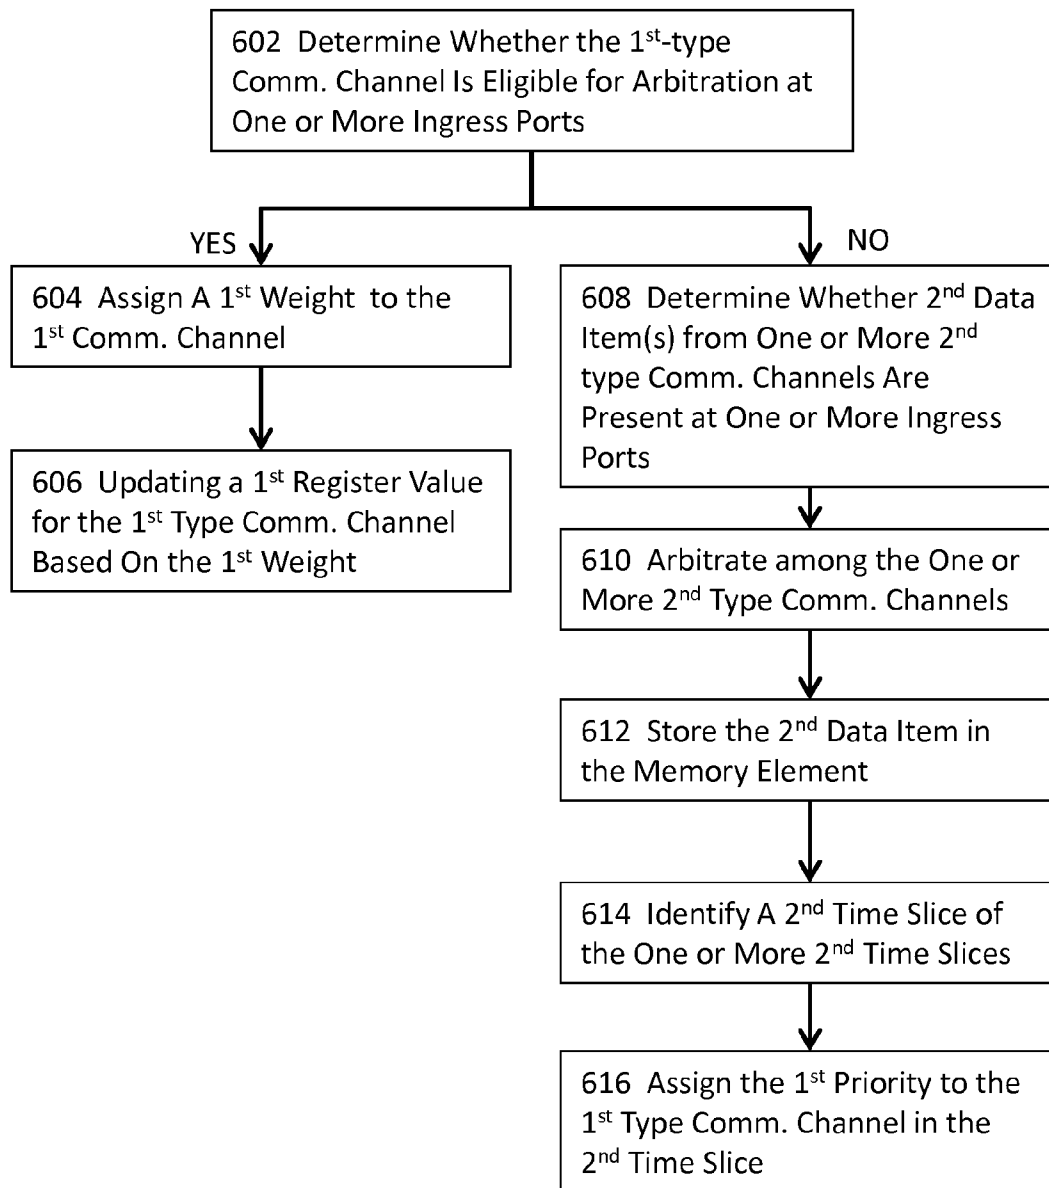 602 Determine Whether the 1st-type
Comm. Channel Is Eligible for Arbitration at
One or More Ingress Ports
YES
NO
604 Assign A 1st Weight to the
1st Comm. Channel
606 Updating a 1st Register Value
for the 1st Type Comm. Channel
Based On the 1st Weight
608 Determine Whether 2nd Data
Item(s) from One or More 2nd
type Comm. Channels Are
Present at One or More Ingress
Ports
610 Arbitrate among the One or
More 2nd Type Comm. Channels
612 Store the 2nd Data Item in
the Memory Element
614 Identify A 2nd Time Slice of
the One or More 2nd Time Slices
616 Assign the 1st Priority to the
1st Type Comm. Channel in the
2nd Time Slice